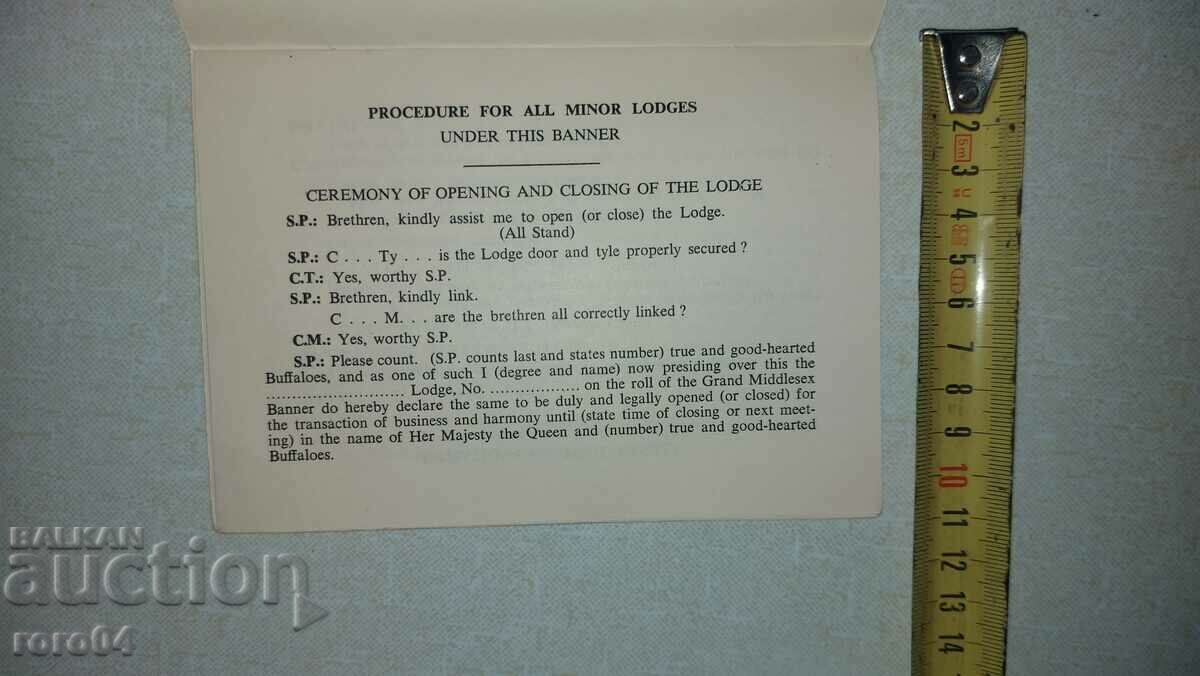 PROCEDURE FOR ALL MINOR LODGES
UNDER THIS BANNER
CEREMONY OF OPENING AND CLOSING OF THE LODGE
S.P.: Brethren, kindly assist me to open (or close) the Lodge.
(All Stand)
S.P.: C . . . Ty . . . is the Lodge door and tyle properly secured ?
C.T.: Yes, worthy S.P.
S.P.: Brethren, kindly link.
C . . . M. . . are the brethren all correctly linked ?
C.M.: Yes, worthy S.P.
S.P.: Please count. (S.P. counts last and states number) true and good-hearted
Buffaloes, and as one of such I (degree and name) now presiding over this the
........................... Lodge, No. ................... on the roll of the Grand Middlesex
Banner do hereby declare the same to be duly and legally opened (or closed) for
the transaction of business and harmony until (state time of closing or next meet-
ing) in the name of Her Majesty the Queen and (number) true and good-hearted
Buffaloes.
2
5m
3
4
5
6
7
8
9
10
11
12
13
14
BALKAN
auction
roro04